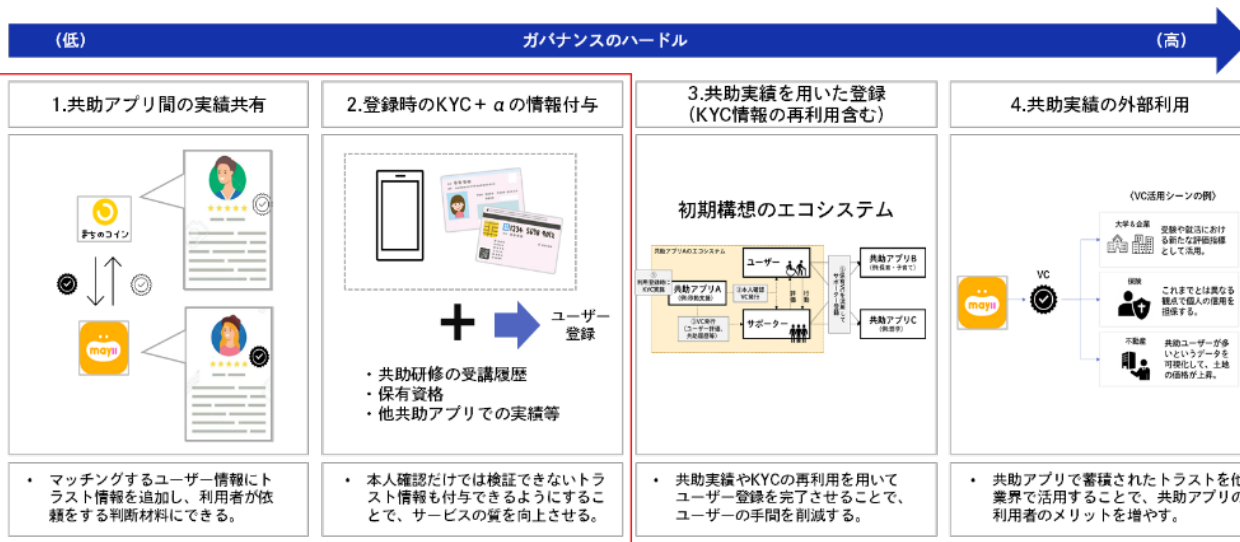 (低)
ガバナンスのハードル
(高)
1.共助アプリ間の実績共有
2.登録時のKYC+αの情報付与
3.共助実績を用いた登録
(KYC情報の再利用含む)
4.共助実績の外部利用
まちのコイン
mayii
ユーザー
登録
・共助研修の受講履歴
・保有資格
・他共助アプリでの実績等
初期構想のエコシステム
共助アプリAのエコシステム
ユーザー
共助アプリA
サポーター
共助アプリB
共助アプリC
評価
行動
〈VC活用シーンの例〉
mayii
VC
大学&企業
受験や就活におけ
る新たな評価指標
として活用。
保険
これまでとは異なる
観点で個人の信用を
担保する。
不動産
共助ユーザーが多
いというデータを
可視化して、土地
の価格が上昇。
• マッチングするユーザー情報にト
ラスト情報を追加し、利用者が依
頼をする判断材料にできる。
• 本人確認だけでは検証できないトラ
スト情報も付与できるようにするこ
とで、サービスの質を向上させる。
• 共助実績やKYCの再利用を用いて
ユーザー登録を完了させることで、
ユーザーの手間を削減する。
• 共助アプリで蓄積されたトラストを他
業界で活用することで、共助アプリの
利用者のメリットを増やす。